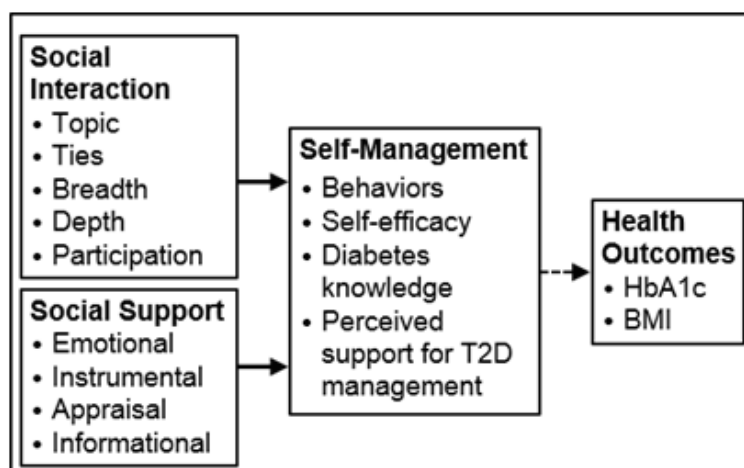 Social
Interaction
• Topic
• Ties
• Breadth
• Depth
• Participation
Social Support
• Emotional
• Instrumental
• Appraisal
• Informational
Self-Management
• Behaviors
• Self-efficacy
• Diabetes
knowledge
• Perceived
support for T2D
management
Health
Outcomes
• HbA1c
• BMI